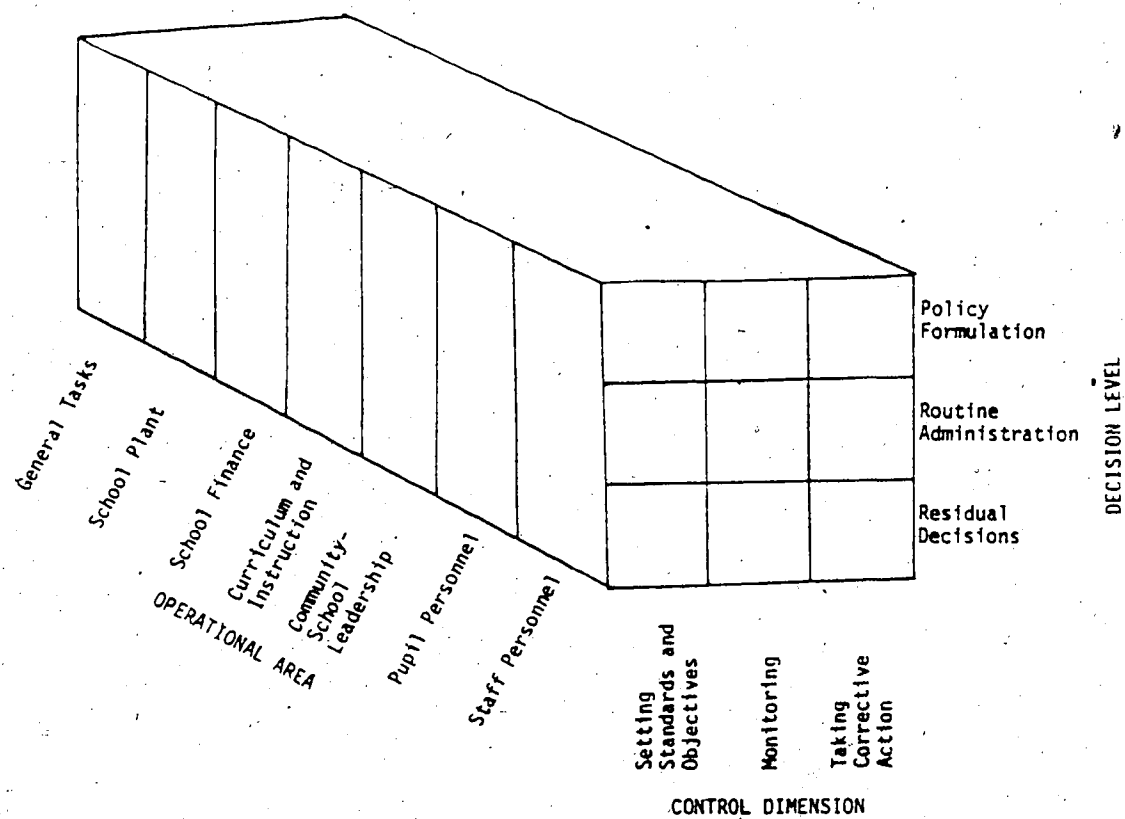 Policy
Formulation
Routine
Administration
Residual
Decisions
DECISION LEVEL
General Tasks
School Plant
School Finance
Curriculum and
Instruction
Community-
School
Leadership
Pupil Personnel
Staff Personnel
OPERATIONAL AREA
Setting
Standards and
Objectives
Monitoring
Taking
Corrective
Action
CONTROL DIMENSION